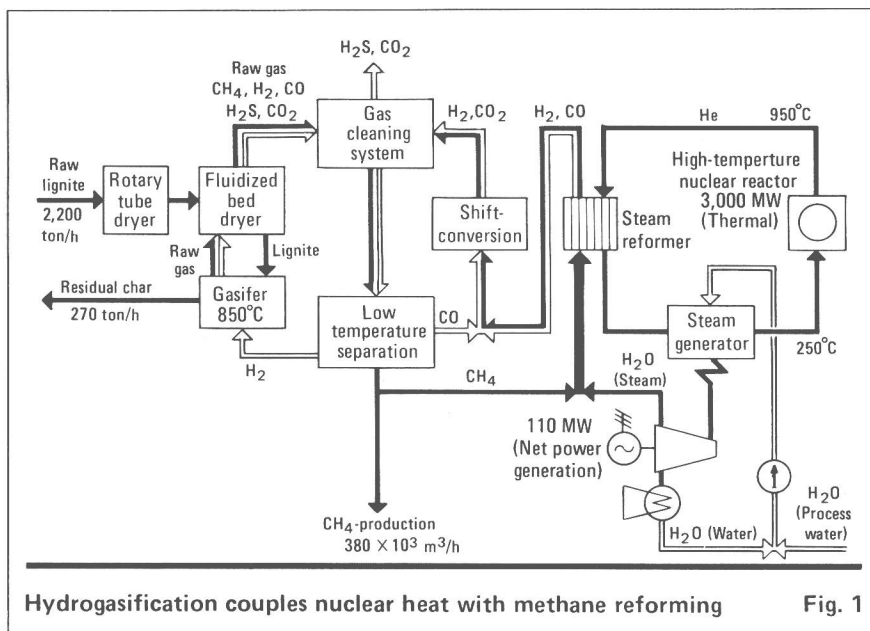 H2S, CO2
Raw gas
CH4, H2, CO
H2S, CO2
Gas
cleaning
system
H2,CO2
H2, CO
He
950°C
High-temperture
nuclear reactor
3,000 MW
(Thermal)
Raw
lignite
2,200
ton/h
Rotary
tube
dryer
Fluidized
bed
dryer
Shift-
conversion
Steam
reformer
Raw
gas
Lignite
Residual char
270 ton/h
Gasifer
850°C
Low
temperature
separation
CO
Steam
generator
250°C
H2
CH4
H2O
(Steam)
110 MW
(Net power
generation)
CH4-production
380 × 10³ m³/h
H2O (Water)
H2O
(Process
water)
Hydrogasification couples nuclear heat with methane reforming
Fig. 1